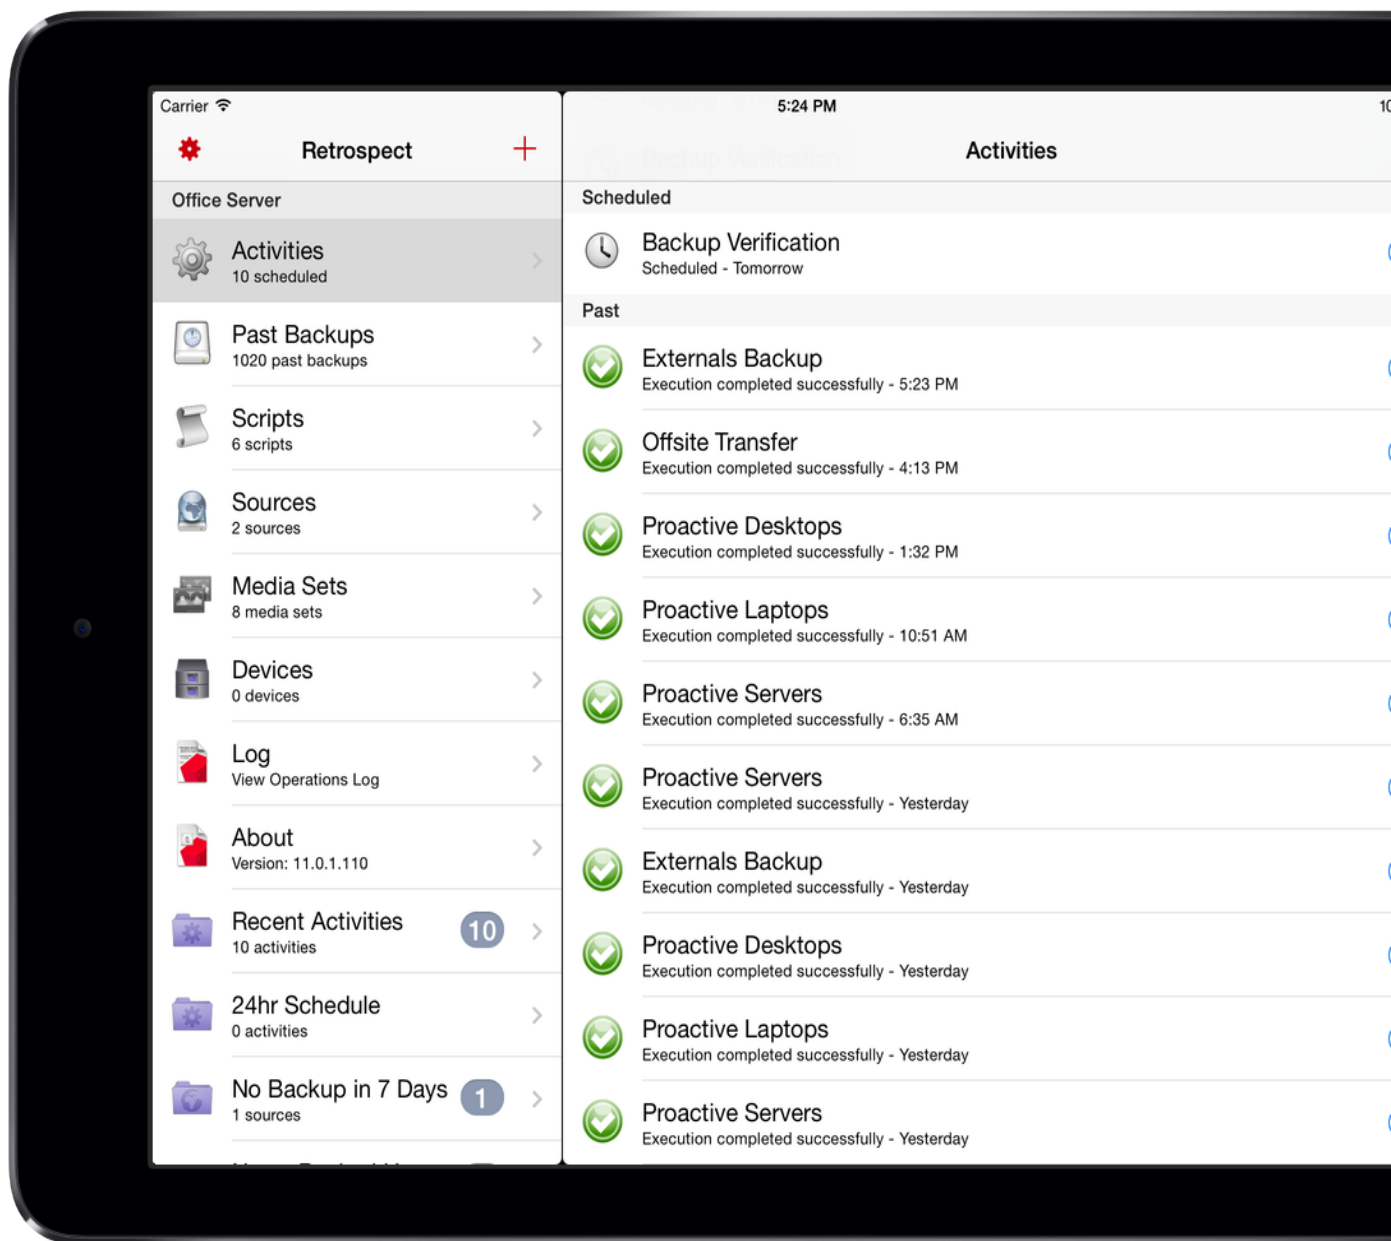 Carrier
5:24 PM
Retrospect
Activities
Office Server
Activities
10 scheduled
Past Backups
1020 past backups
Scripts
6 scripts
Sources
2 sources
Media Sets
8 media sets
Devices
0 devices
Log
View Operations Log
About
Version: 11.0.1.110
Recent Activities
10 activities
10
24hr Schedule
0 activities
No Backup in 7 Days
1 sources
1
Scheduled
Backup Verification
Scheduled - Tomorrow
Past
Externals Backup
Execution completed successfully - 5:23 PM
Offsite Transfer
Execution completed successfully - 4:13 PM
Proactive Desktops
Execution completed successfully - 1:32 PM
Proactive Laptops
Execution completed successfully - 10:51 AM
Proactive Servers
Execution completed successfully - 6:35 AM
Proactive Servers
Execution completed successfully - Yesterday
Externals Backup
Execution completed successfully - Yesterday
Proactive Desktops
Execution completed successfully - Yesterday
Proactive Laptops
Execution completed successfully - Yesterday
Proactive Servers
Execution completed successfully - Yesterday